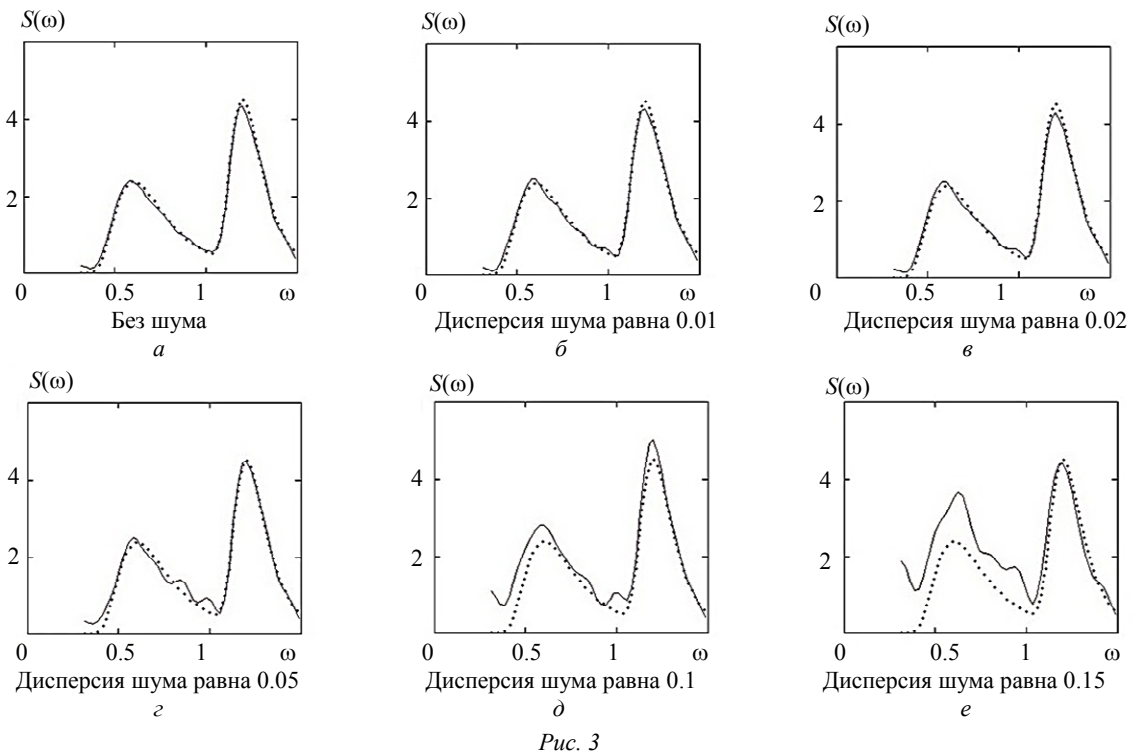 S(ω) S(ω) S(ω)
4 4 4
2 2 2
0 0.5 1 ω 0 0.5 1 ω 0 0.5 1 ω
Без шума Дисперсия шума равна 0.01 Дисперсия шума равна 0.02
а б в
S(ω) S(ω) S(ω)
4 4 4
2 2 2
0 0.5 1 ω 0 0.5 1 ω 0 0.5 1 ω
Дисперсия шума равна 0.05 Дисперсия шума равна 0.1 Дисперсия шума равна 0.15
г д е
Рис. 3